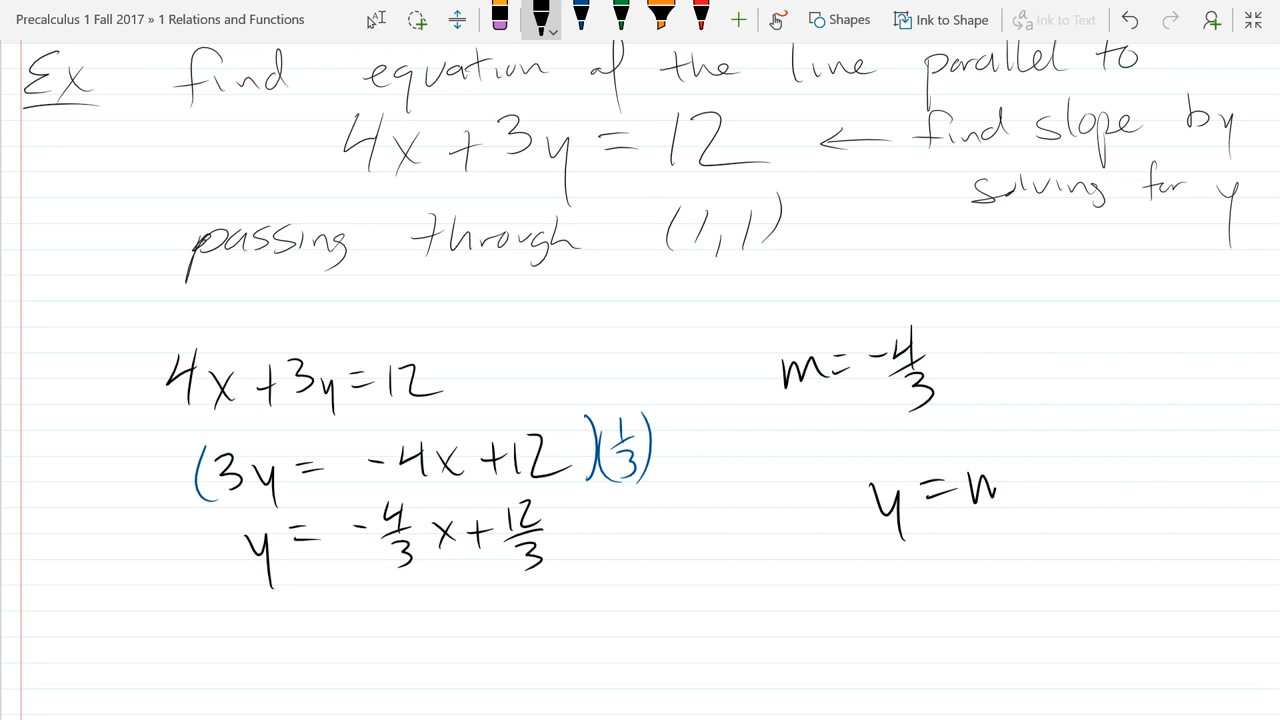 Precalculus 1 Fall 2017 » 1 Relations and Functions
Shapes
Ink to Shape
Ink to Text
Ex find equation of the line parallel to
4x + 3y = 12 ← find slope by
solving for y
passing through (1,1)
4x + 3y = 12
m = -4/3
(3y = -4x + 12)(1/3)
y = m
y = -4/3 x + 12/3